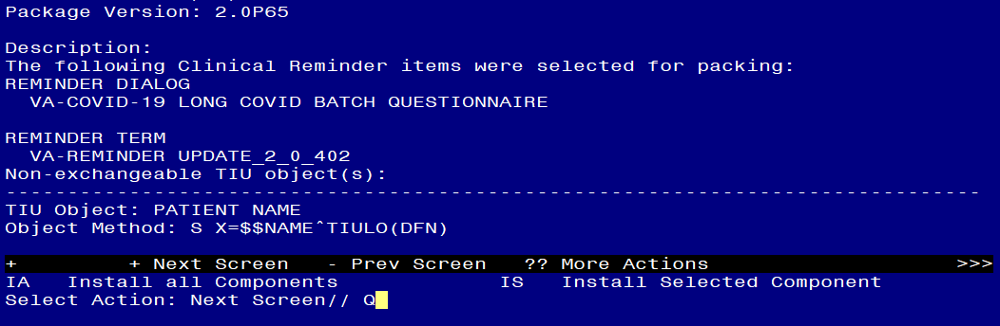 Package Version: 2.0P65
Description:
The following Clinical Reminder items were selected for packing:
REMINDER DIALOG
VA-COVID-19 LONG COVID BATCH QUESTIONNAIRE
REMINDER TERM
VA-REMINDER UPDATE_2_0_402
Non-exchangeable TIU object(s):
-------------------------------------------------------------------------------
TIU Object: PATIENT NAME
Object Method: S X=$$NAME^TIULO(DFN)
+ + Next Screen - Prev Screen ?? More Actions >>>
IA Install all Components IS Install Selected Component
Select Action: Next Screen// Q